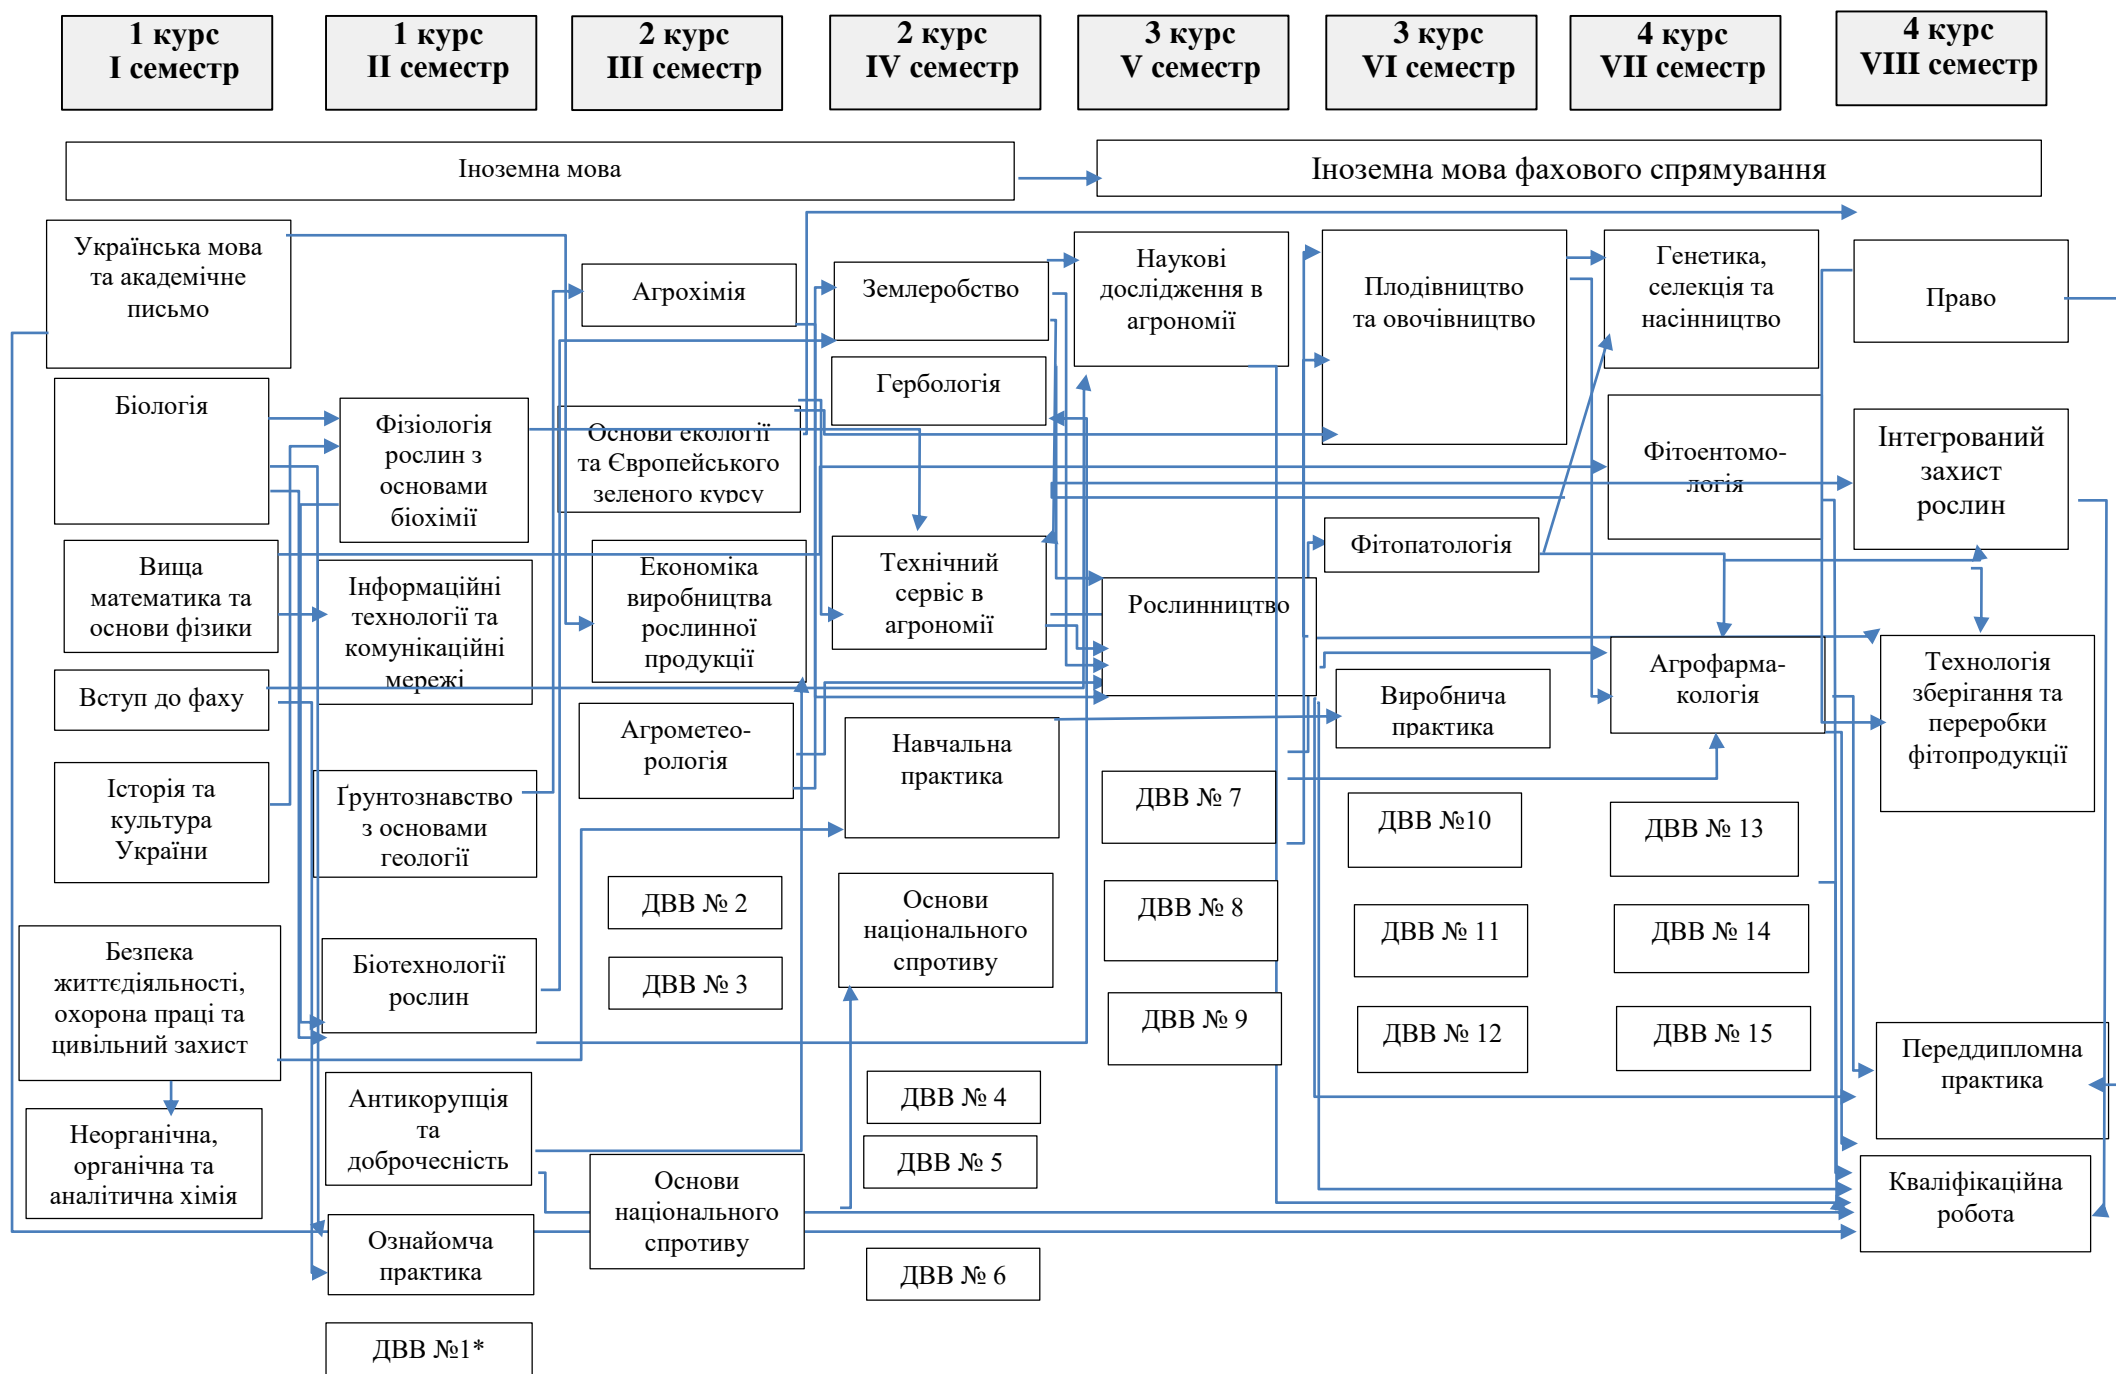 1 курс
I семестр
1 курс
II семестр
2 курс
III семестр
2 курс
IV семестр
3 курс
V семестр
3 курс
VI семестр
4 курс
VII семестр
4 курс
VIII семестр
Іноземна мова
Іноземна мова фахового спрямування
Українська мова
та академічне
письмо
Біологія
Вища
математика та
основи фізики
Вступ до фаху
Історія та
культура
України
Безпека
життєдіяльності,
охорона праці та
цивільний захист
Неорганічна,
органічна та
аналітична хімія
Фізіологія
рослин з
основами
біохімії
Інформаційні
технології та
комунікаційні
мережі
Ґрунтознавство
з основами
геології
Біотехнології
рослин
Антикорупція
та
доброчесність
Ознайомча
практика
ДВВ №1*
Агрохімія
Основи екології
та Європейського
зеленого курсу
Економіка
виробництва
рослинної
продукції
Агрометео-
рологія
ДВВ № 2
ДВВ № 3
Основи
національного
спротиву
Землеробство
Гербологія
Технічний
сервіс в
агрономії
Навчальна
практика
Основи
національного
спротиву
ДВВ № 4
ДВВ № 5
ДВВ № 6
Наукові
дослідження в
агрономії
Рослинництво
ДВВ № 7
ДВВ № 8
ДВВ № 9
Плодівництво
та овочівництво
Фітопатологія
Виробнича
практика
ДВВ №10
ДВВ № 11
ДВВ № 12
Генетика,
селекція та
насінництво
Фітоентомо-
логія
Агрофарма-
кологія
ДВВ № 13
ДВВ № 14
ДВВ № 15
Право
Інтегрований
захист
рослин
Технологія
зберігання та
переробки
фітопродукції
Переддипломна
практика
Кваліфікаційна
робота